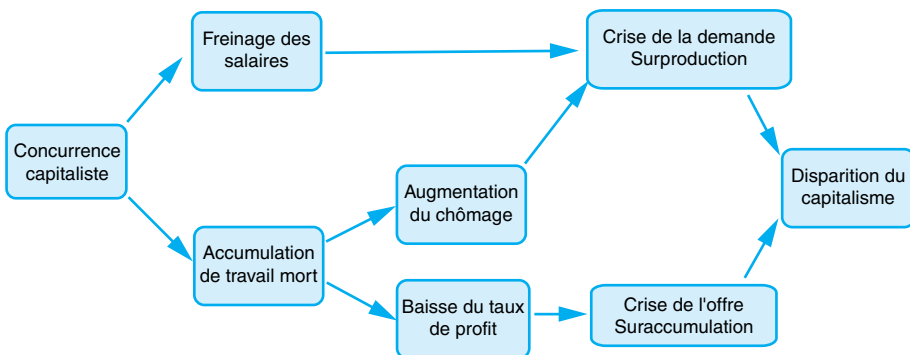 Freinage des
salaires
Crise de la demande
Surproduction
Concurrence
capitaliste
Augmentation
du chômage
Disparition du
capitalisme
Accumulation
de travail mort
Baisse du taux
de profit
Crise de l'offre
Suraccumulation